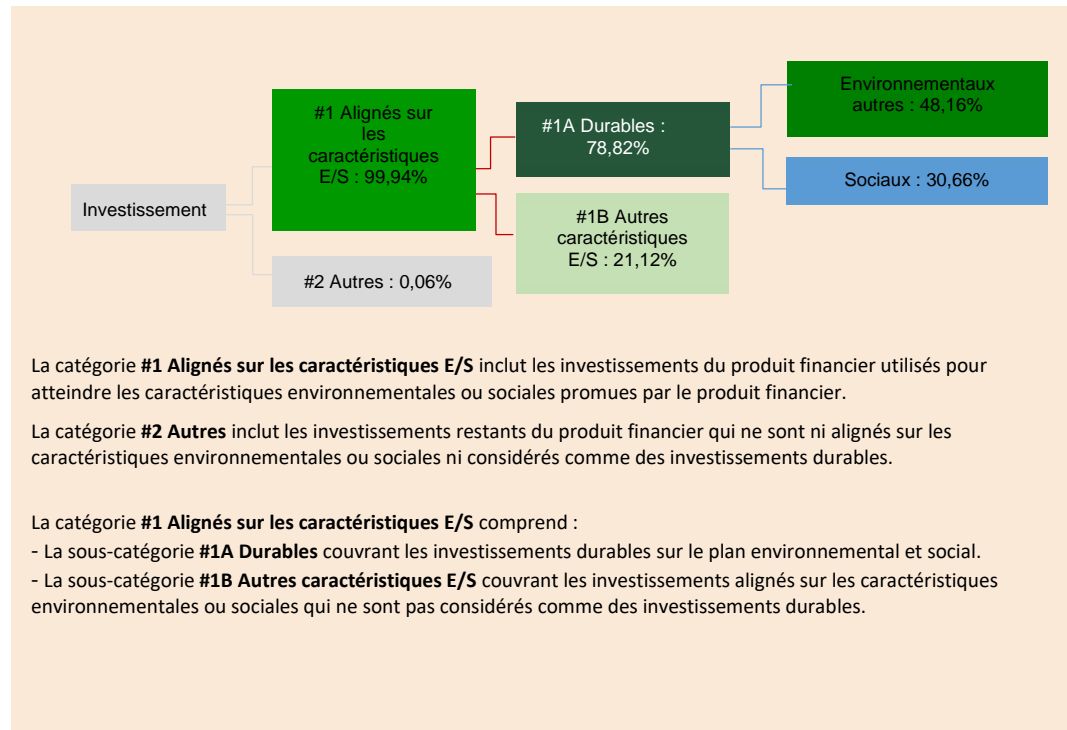 Investissement
#1 Alignés sur
les
caractéristiques
E/S : 99,94%
#2 Autres : 0,06%
#1A Durables :
78,82%
#1B Autres
caractéristiques
E/S : 21,12%
Environnementaux
autres : 48,16%
Sociaux : 30,66%
La catégorie #1 Alignés sur les caractéristiques E/S inclut les investissements du produit financier utilisés pour
atteindre les caractéristiques environnementales ou sociales promues par le produit financier.
La catégorie #2 Autres inclut les investissements restants du produit financier qui ne sont ni alignés sur les
caractéristiques environnementales ou sociales ni considérés comme des investissements durables.
La catégorie #1 Alignés sur les caractéristiques E/S comprend :
- La sous-catégorie #1A Durables couvrant les investissements durables sur le plan environnemental et social.
- La sous-catégorie #1B Autres caractéristiques E/S couvrant les investissements alignés sur les caractéristiques
environnementales ou sociales qui ne sont pas considérés comme des investissements durables.